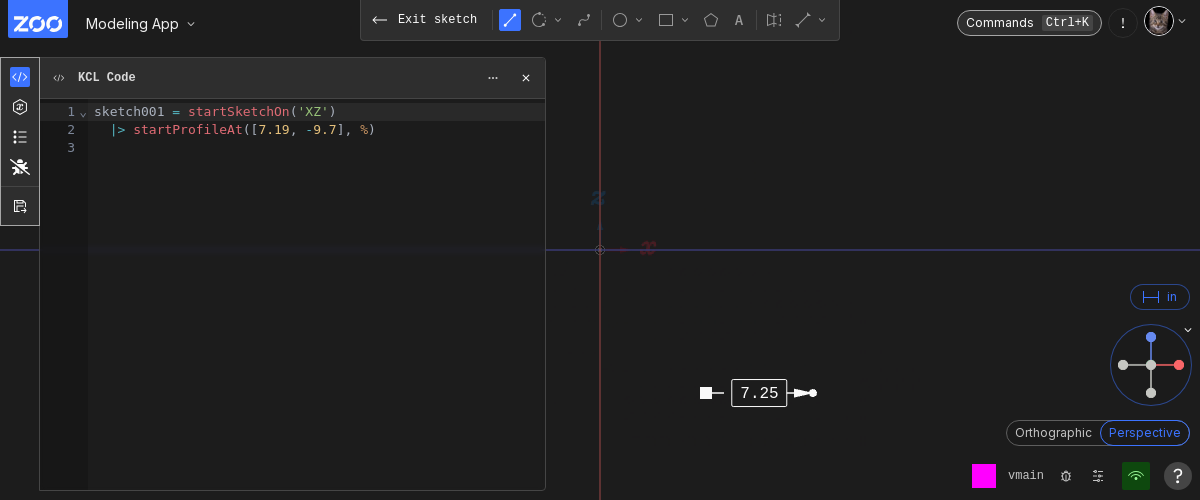 ZOO
Modeling App
Exit sketch
A
Commands Ctrl+K
!
</> KCL Code ... ×
1 sketch001 = startSketchOn('XZ')
2 |> startProfileAt([7.19, -9.7], %)
3
z
x
in
7.25
Orthographic Perspective
vmain
?